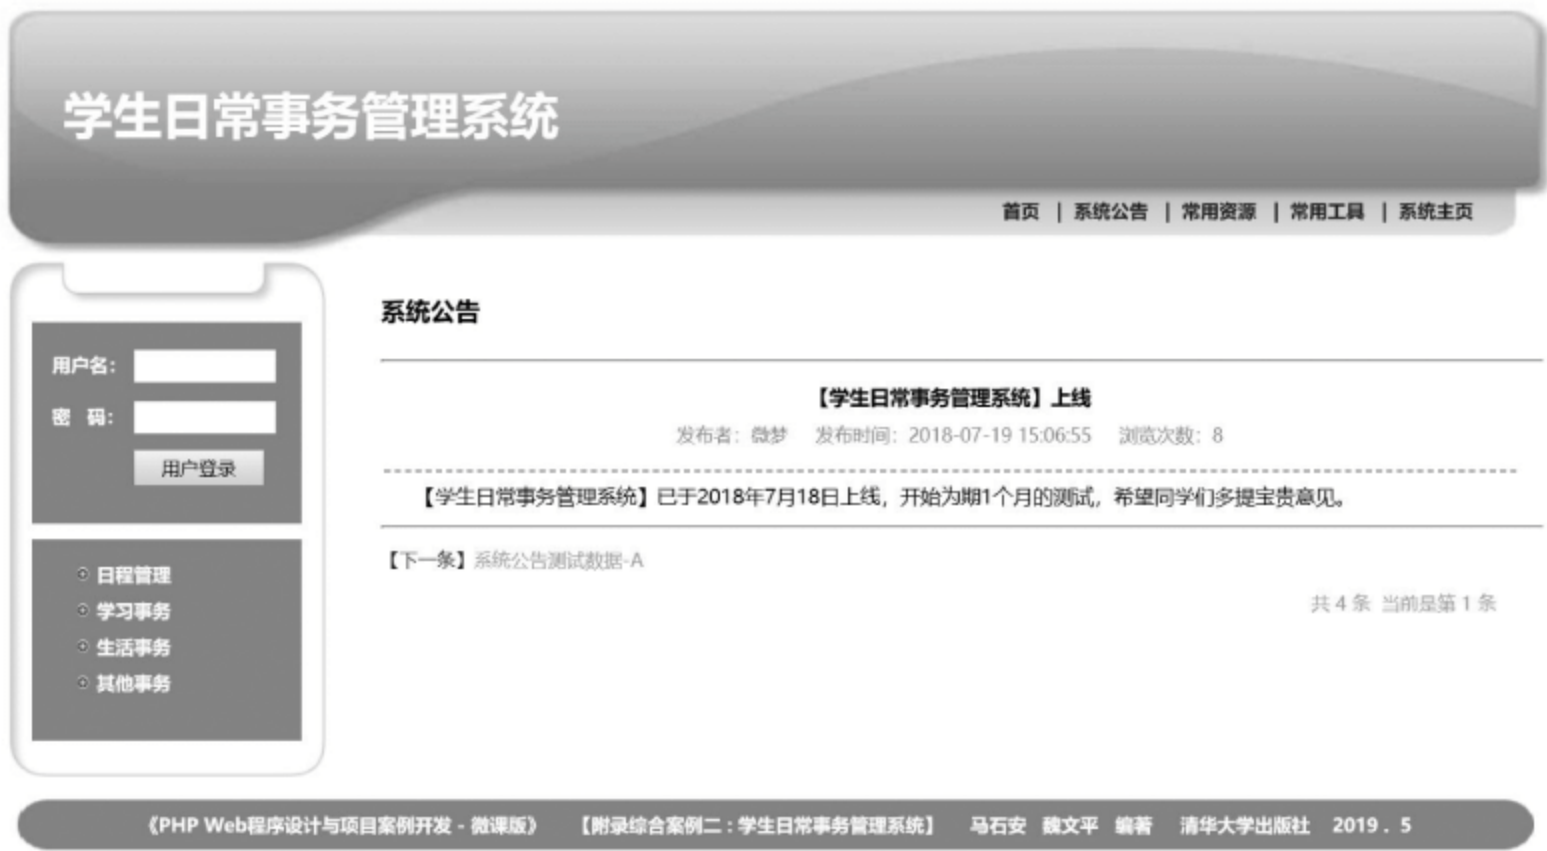 学生日常事务管理系统
首页 | 系统公告 | 常用资源 | 常用工具 | 系统主页
用户名：
密 码：
用户登录
日程管理
学习事务
生活事务
其他事务
系统公告
【学生日常事务管理系统】上线
发布者：微梦 发布时间：2018-07-19 15:06:55 浏览次数：8
【学生日常事务管理系统】已于2018年7月18日上线，开始为期1个月的测试，希望同学们多提宝贵意见。
【下一条】系统公告测试数据-A
共 4 条 当前是第 1 条
《PHP Web程序设计与项目案例开发 - 微课版》 【附录综合案例二：学生日常事务管理系统】 马石安 魏文平 编著 清华大学出版社 2019．5